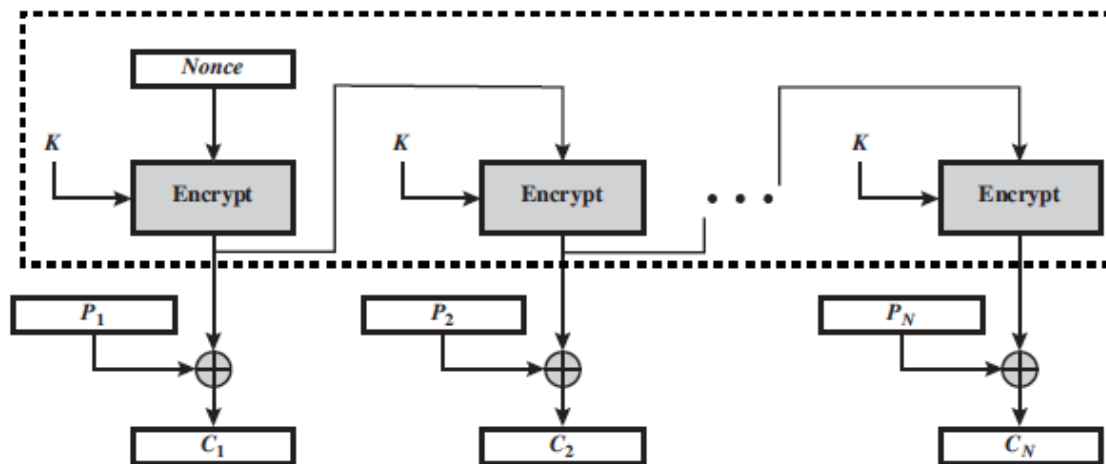 Nonce
K K K
Encrypt Encrypt • • • Encrypt
P1 P2 PN
C1 C2 CN